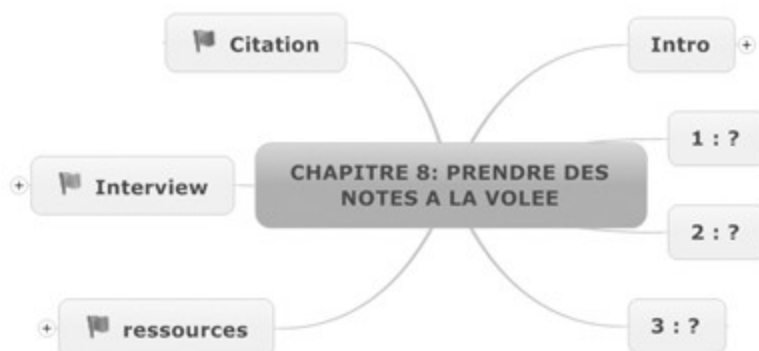 Citation
Intro
1 : ?
Interview
CHAPITRE 8: PRENDRE DES
NOTES A LA VOLEE
2 : ?
ressources
3 : ?